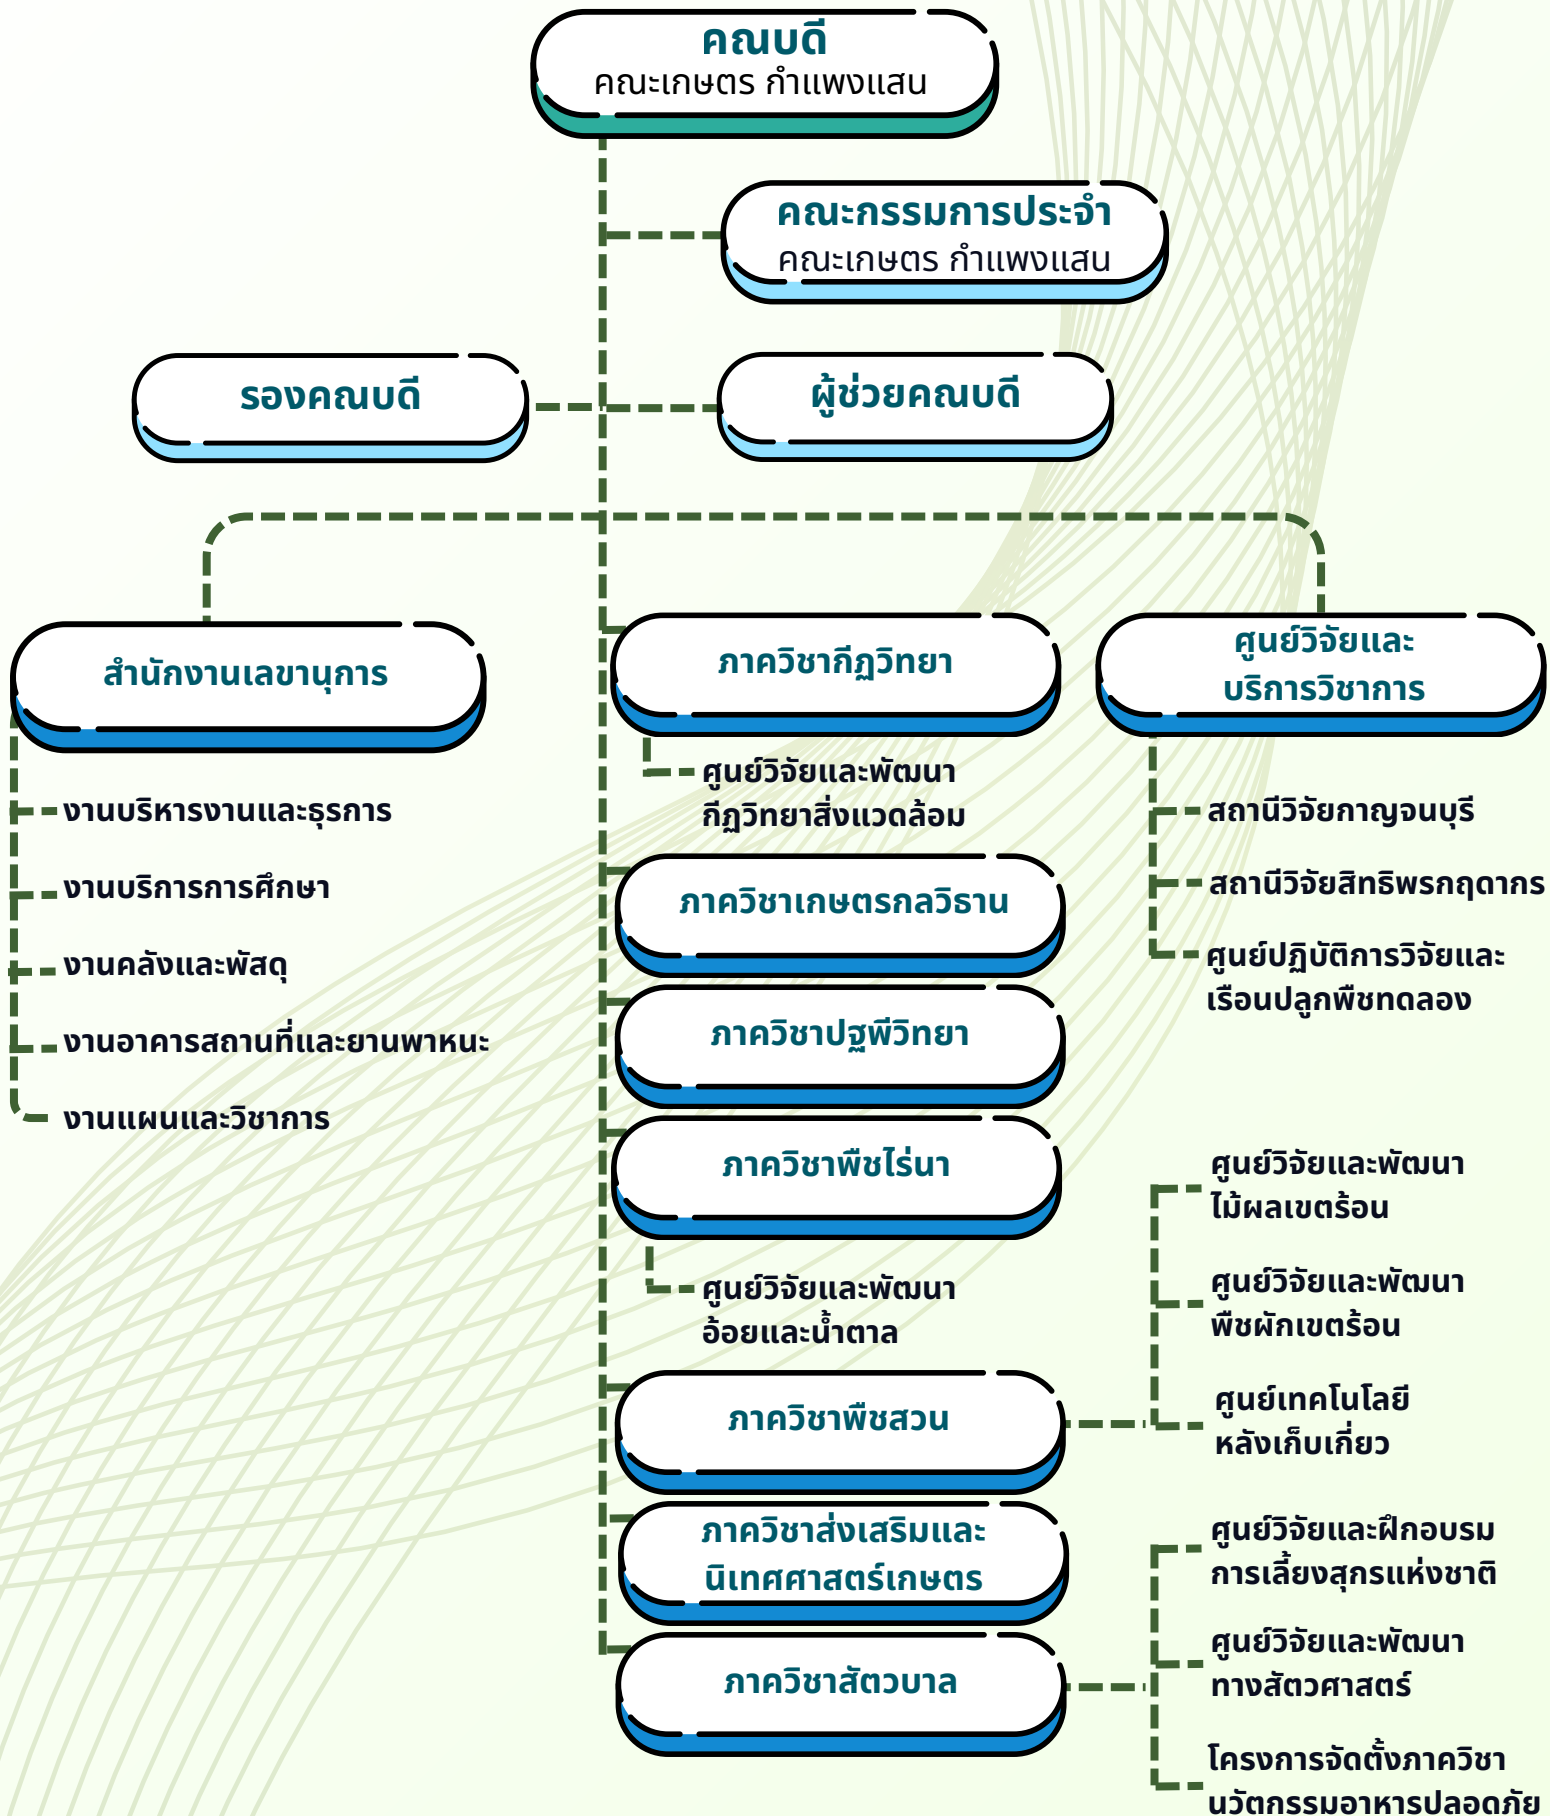 คณบดี
คณะเกษตร กำแพงแสน
คณะกรรมการประจำ
คณะเกษตร กำแพงแสน
รองคณบดี
ผู้ช่วยคณบดี
สำนักงานเลขานุการ
งานบริหารงานและธุรการ
งานบริการการศึกษา
งานคลังและพัสดุ
งานอาคารสถานที่และยานพาหนะ
งานแผนและวิชาการ
ภาควิชากีฏวิทยา
ศูนย์วิจัยและพัฒนา
กีฏวิทยาสิ่งแวดล้อม
ภาควิชาเกษตรกลวิธาน
ภาควิชาปฐพีวิทยา
ภาควิชาพืชไร่นา
ศูนย์วิจัยและพัฒนา
อ้อยและน้ำตาล
ภาควิชาพืชสวน
ภาควิชาส่งเสริมและ
นิเทศศาสตร์เกษตร
ภาควิชาสัตวบาล
ศูนย์วิจัยและ
บริการวิชาการ
สถานีวิจัยกาญจนบุรี
สถานีวิจัยสิทธิพรกฤดากร
ศูนย์ปฏิบัติการวิจัยและ
เรือนปลูกพืชทดลอง
ศูนย์วิจัยและพัฒนา
ไม้ผลเขตร้อน
ศูนย์วิจัยและพัฒนา
พืชผักเขตร้อน
ศูนย์เทคโนโลยี
หลังเก็บเกี่ยว
ศูนย์วิจัยและฝึกอบรม
การเลี้ยงสุกรแห่งชาติ
ศูนย์วิจัยและพัฒนา
ทางสัตวศาสตร์
โครงการจัดตั้งภาควิชา
นวัตกรรมอาหารปลอดภัย